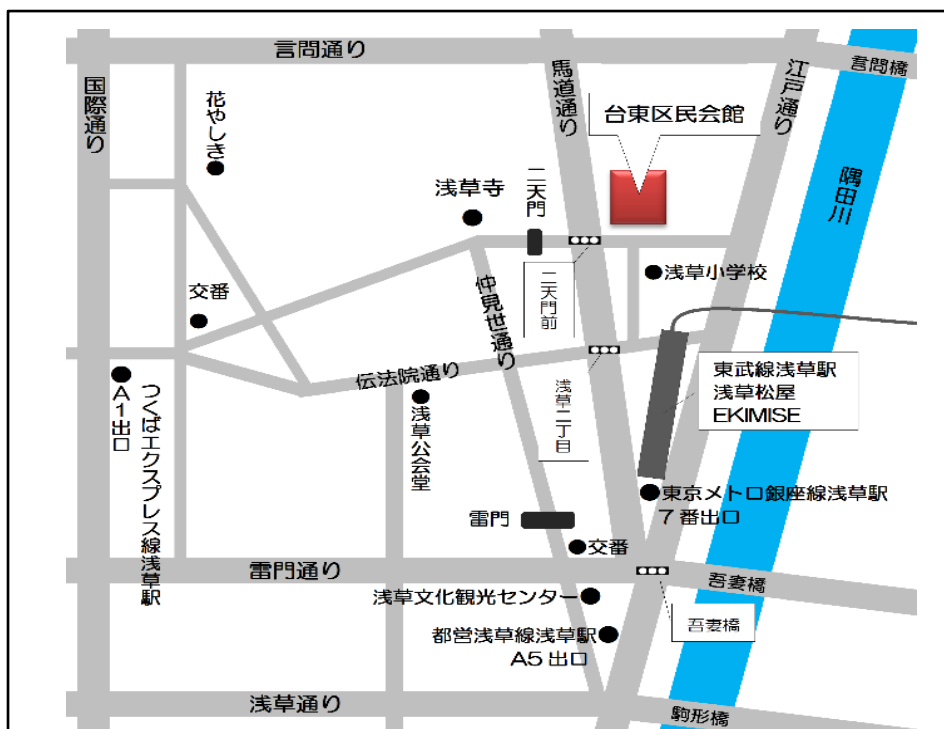 言問通り
言問橋
国際通り
馬道通り
江戸通り
花やしき
台東区民会館
隅田川
浅草寺
二天門
浅草小学校
交番
仲見世通り
二天門前
東武線浅草駅
浅草松屋
EKIMISE
伝法院通り
浅草二丁目
A1出口
つくばエクスプレス線浅草駅
浅草公会堂
東京メトロ銀座線浅草駅
7番出口
雷門
交番
雷門通り
吾妻橋
浅草文化観光センター
吾妻橋
都営浅草線浅草駅
A5出口
浅草通り
駒形橋